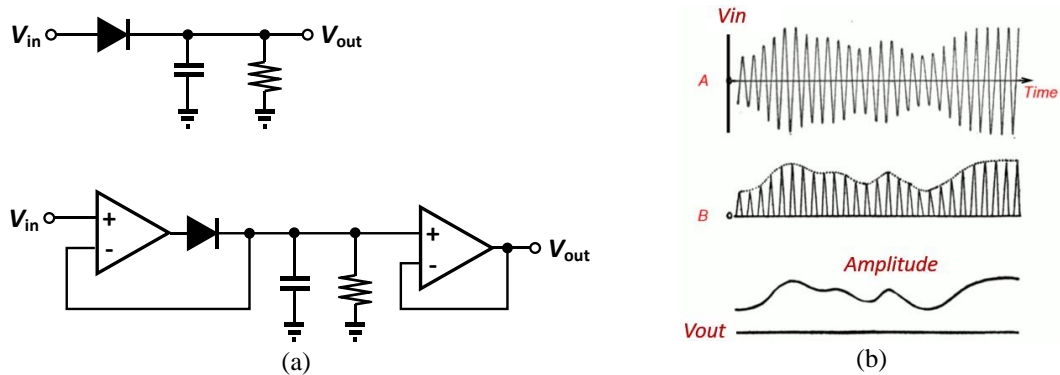 Vin Vout
Vin + - + - Vout
(a)
Vin
A
Time
B
Amplitude
Vout
(b)